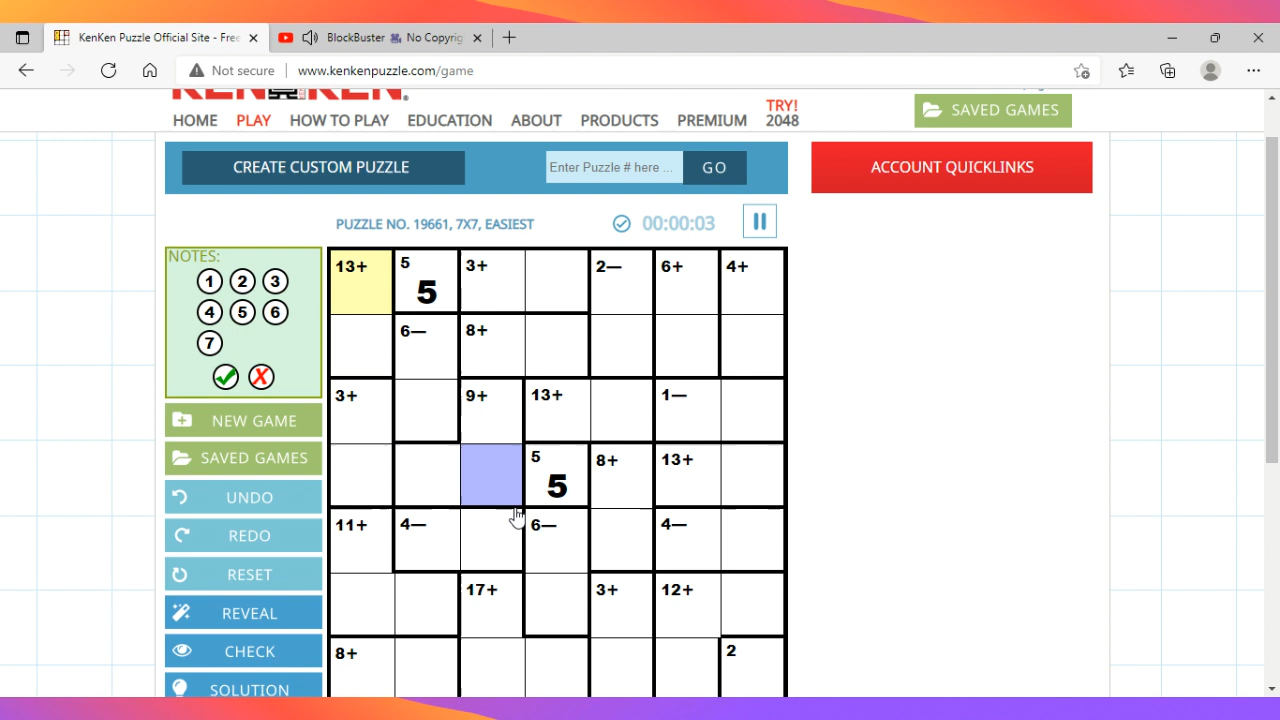 KenKen Puzzle Official Site - Free
BlockBuster 🎥 No Copyrig
Not secure | www.kenkenpuzzle.com/game
KENKEN®
HOME PLAY HOW TO PLAY EDUCATION ABOUT PRODUCTS PREMIUM TRY! 2048
SAVED GAMES
CREATE CUSTOM PUZZLE
Enter Puzzle # here ...
GO
ACCOUNT QUICKLINKS
PUZZLE NO. 19661, 7X7, EASIEST
00:00:03
NOTES:
1 2 3
4 5 6
7
NEW GAME
SAVED GAMES
UNDO
REDO
RESET
REVEAL
CHECK
SOLUTION
13+ 5 3+ 2— 6+ 4+
5
6— 8+
3+ 9+ 13+ 1—
5 8+ 13+
5
11+ 4— 6— 4—
17+ 3+ 12+
8+ 2